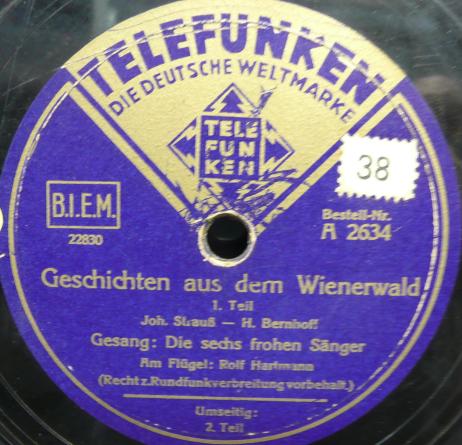 TELEFUNKEN
DIE DEUTSCHE WELTMARKE
TELE
FUN
KEN
38
B.I.E.M.
22830
Bestell-Nr.
A 2634
Geschichten aus dem Wienerwald
1. Teil
Joh. Strauß — H. Bernhoff
Gesang: Die sechs frohen Sänger
Am Flügel: Rolf Hartmann
(Recht z. Rundfunkverbreitung vorbehalt.)
Umseitig:
2. Teil